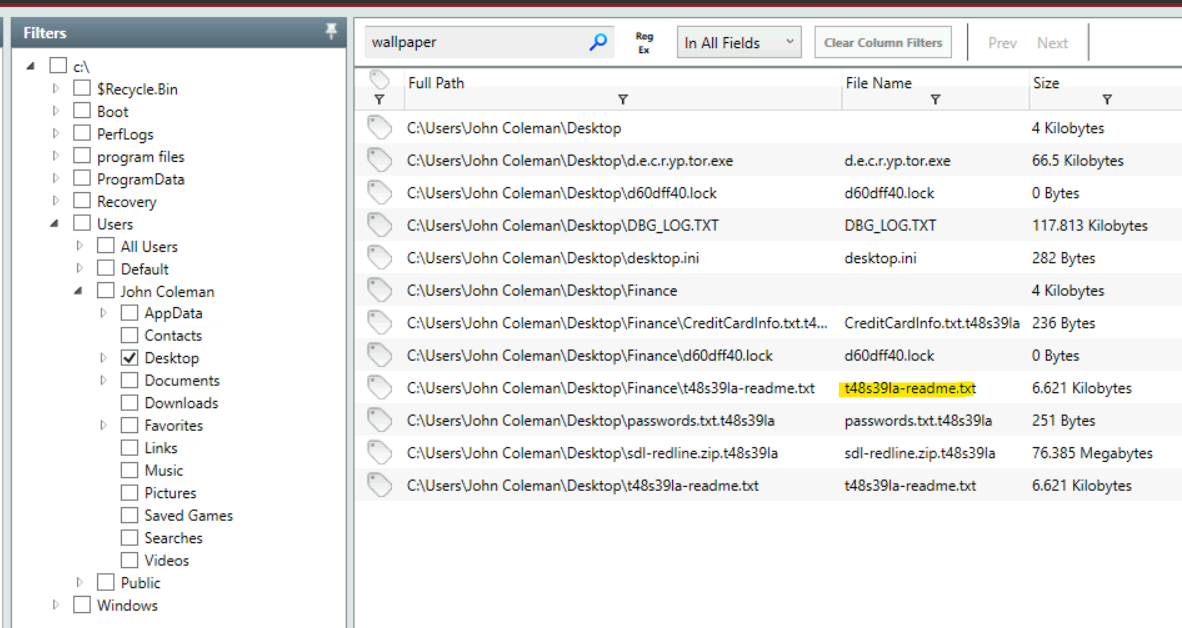 Filters
c:\
$Recycle.Bin
Boot
PerfLogs
program files
ProgramData
Recovery
Users
All Users
Default
John Coleman
AppData
Contacts
Desktop
Documents
Downloads
Favorites
Links
Music
Pictures
Saved Games
Searches
Videos
Public
Windows
wallpaper
Reg
Ex
In All Fields
Clear Column Filters
Prev Next
Full Path File Name Size
C:\Users\John Coleman\Desktop 4 Kilobytes
C:\Users\John Coleman\Desktop\d.e.c.r.yp.tor.exe d.e.c.r.yp.tor.exe 66.5 Kilobytes
C:\Users\John Coleman\Desktop\d60dff40.lock d60dff40.lock 0 Bytes
C:\Users\John Coleman\Desktop\DBG_LOG.TXT DBG_LOG.TXT 117.813 Kilobytes
C:\Users\John Coleman\Desktop\desktop.ini desktop.ini 282 Bytes
C:\Users\John Coleman\Desktop\Finance 4 Kilobytes
C:\Users\John Coleman\Desktop\Finance\CreditCardInfo.txt.t4... CreditCardInfo.txt.t48s39la 236 Bytes
C:\Users\John Coleman\Desktop\Finance\d60dff40.lock d60dff40.lock 0 Bytes
C:\Users\John Coleman\Desktop\Finance\t48s39la-readme.txt t48s39la-readme.txt 6.621 Kilobytes
C:\Users\John Coleman\Desktop\passwords.txt.t48s39la passwords.txt.t48s39la 251 Bytes
C:\Users\John Coleman\Desktop\sdl-redline.zip.t48s39la sdl-redline.zip.t48s39la 76.385 Megabytes
C:\Users\John Coleman\Desktop\t48s39la-readme.txt t48s39la-readme.txt 6.621 Kilobytes